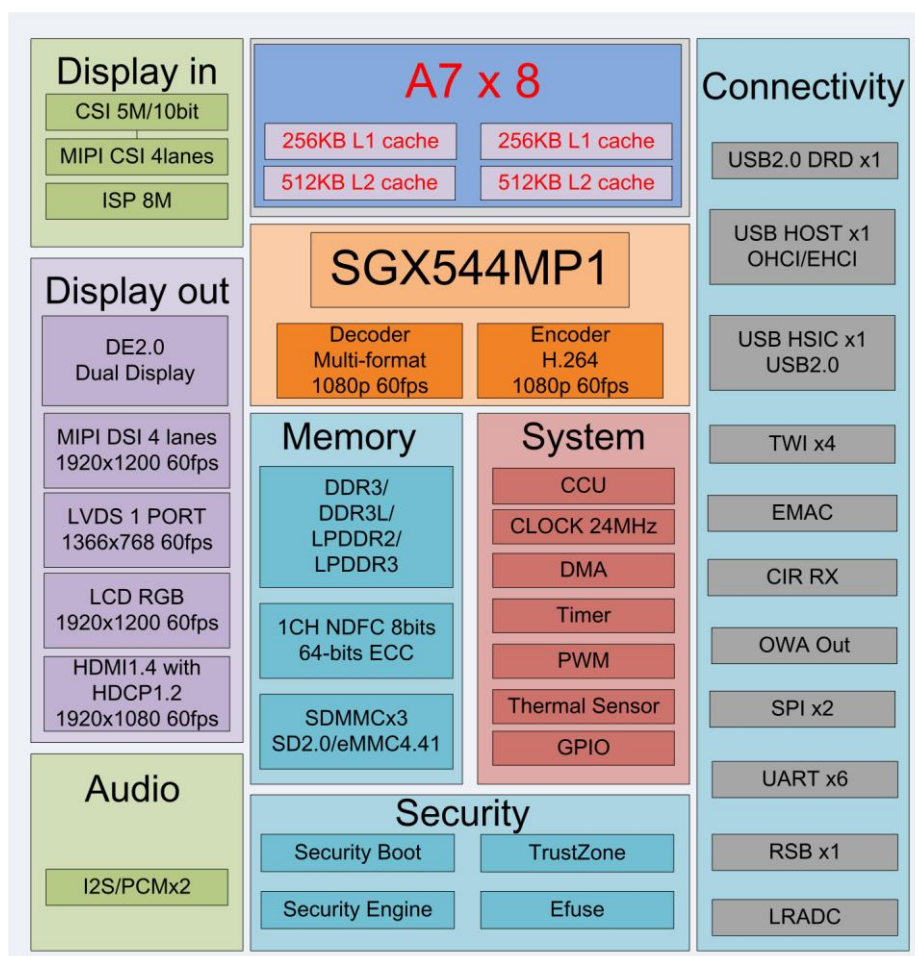 Display in
CSI 5M/10bit
MIPI CSI 4lanes
ISP 8M
Display out
DE2.0
Dual Display
MIPI DSI 4 lanes
1920x1200 60fps
LVDS 1 PORT
1366x768 60fps
LCD RGB
1920x1200 60fps
HDMI1.4 with
HDCP1.2
1920x1080 60fps
Audio
I2S/PCMx2
A7 x 8
256KB L1 cache
256KB L1 cache
512KB L2 cache
512KB L2 cache
SGX544MP1
Decoder
Multi-format
1080p 60fps
Encoder
H.264
1080p 60fps
Memory
DDR3/
DDR3L/
LPDDR2/
LPDDR3
1CH NDFC 8bits
64-bits ECC
SDMMCx3
SD2.0/eMMC4.41
System
CCU
CLOCK 24MHz
DMA
Timer
PWM
Thermal Sensor
GPIO
Security
Security Boot
TrustZone
Security Engine
Efuse
Connectivity
USB2.0 DRD x1
USB HOST x1
OHCI/EHCI
USB HSIC x1
USB2.0
TWI x4
EMAC
CIR RX
OWA Out
SPI x2
UART x6
RSB x1
LRADC